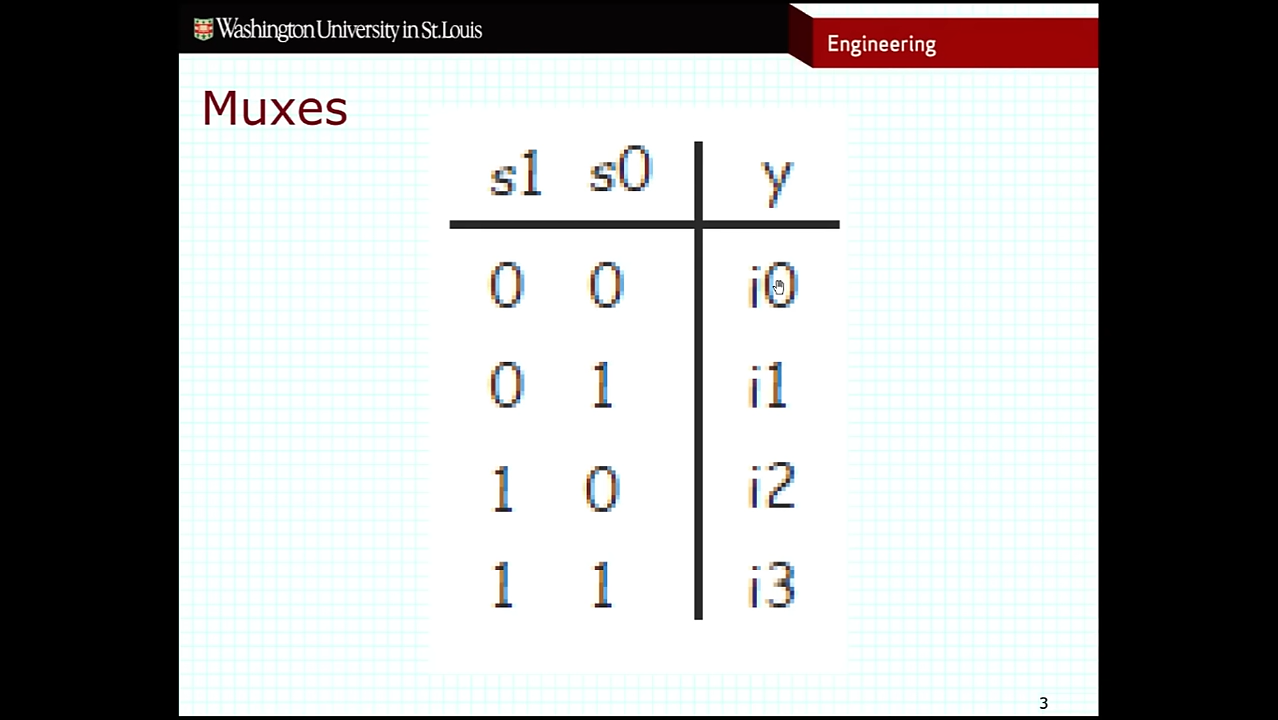 Washington University in St.Louis
Engineering
Muxes
s1 s0 y
0 0 i0
0 1 i1
1 0 i2
1 1 i3
3